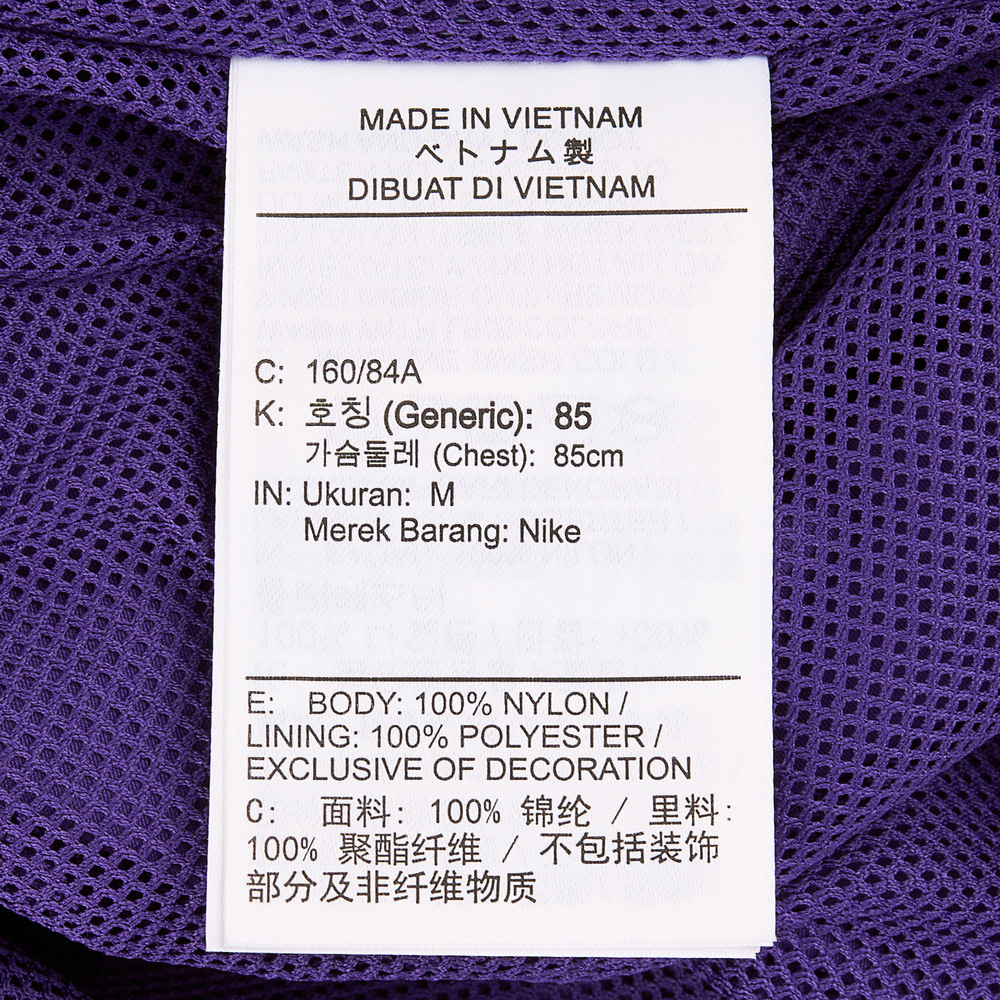 MADE IN VIETNAM
ベトナム製
DIBUAT DI VIETNAM
C: 160/84A
K: 호칭 (Generic): 85
가슴둘레 (Chest): 85cm
IN: Ukuran: M
Merek Barang: Nike
E: BODY: 100% NYLON /
LINING: 100% POLYESTER /
EXCLUSIVE OF DECORATION
C: 面料: 100% 锦纶 / 里料:
100% 聚酯纤维 / 不包括装饰
部分及非纤维物质